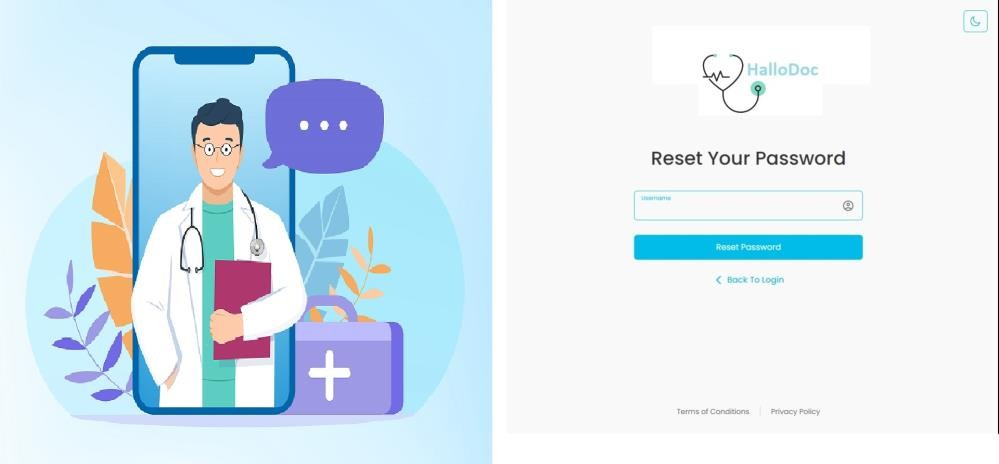 HalloDoc
Reset Your Password
Username
Reset Password
Back To Login
Terms of Conditions
Privacy Policy